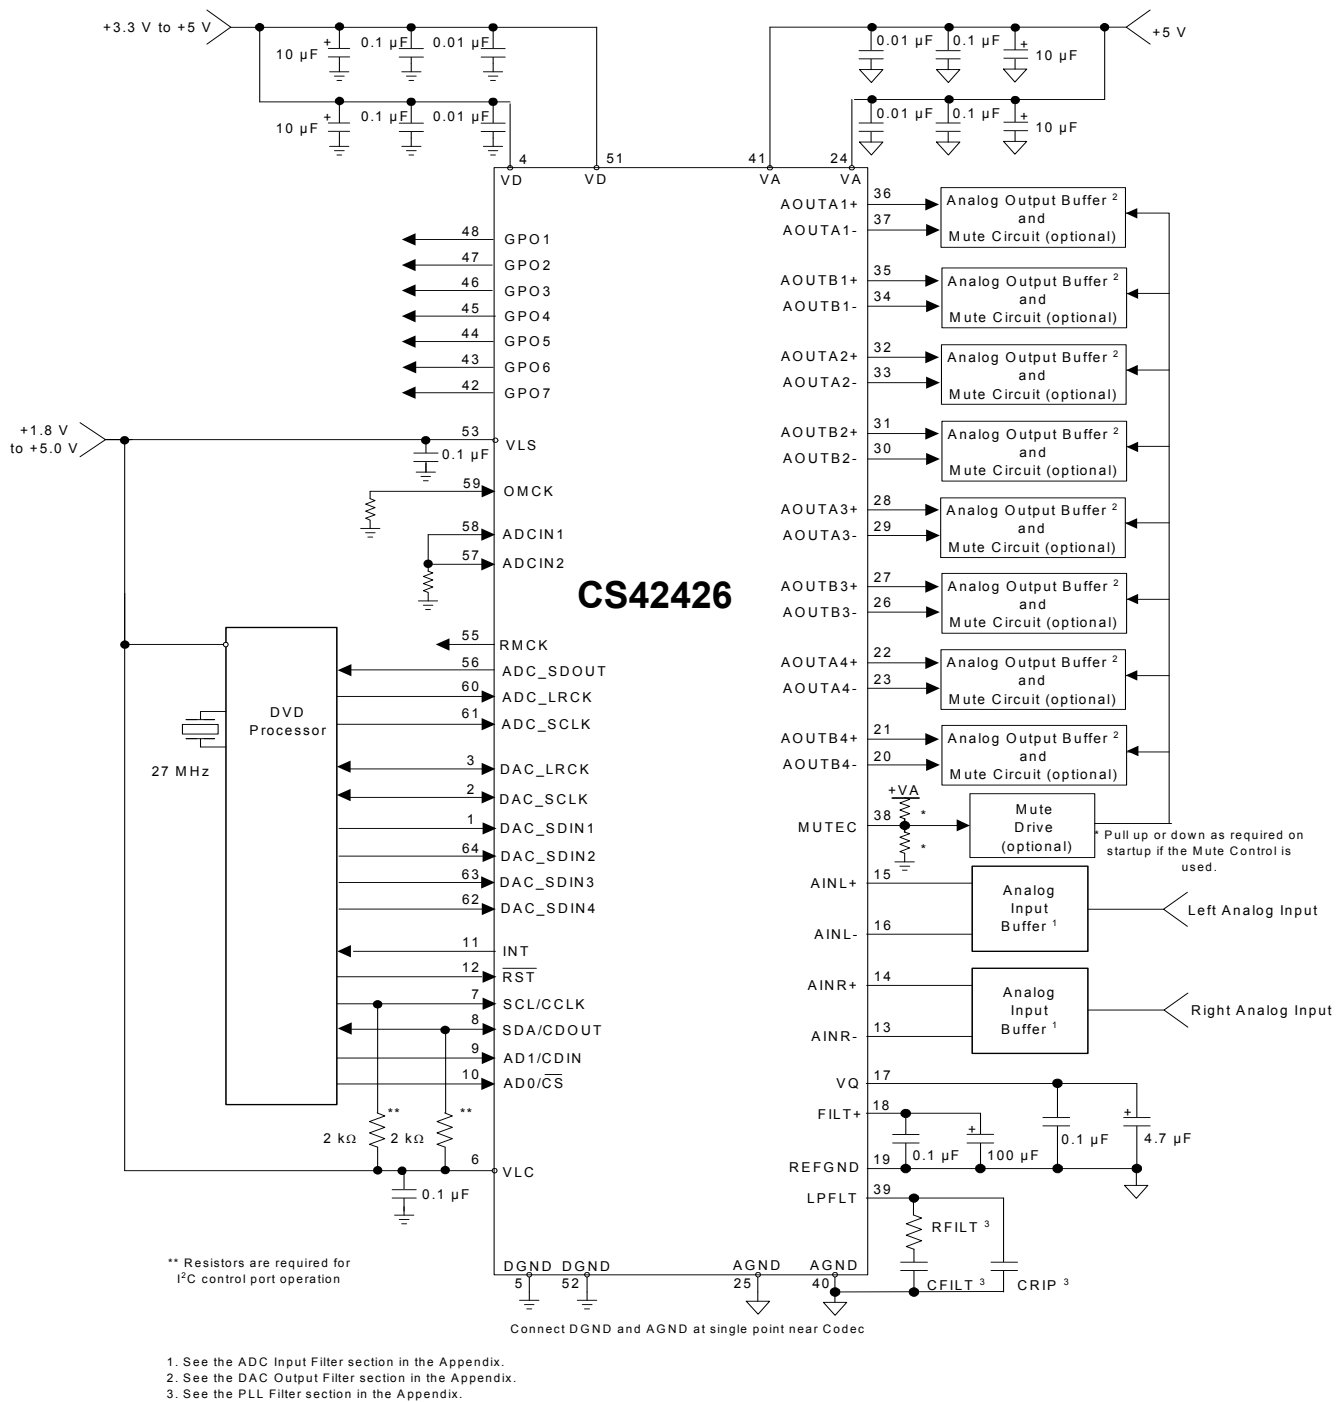 +3.3 V to +5 V
10 µF
+
0.1 µF
0.01 µF
10 µF
+
0.1 µF
0.01 µF
0.01 µF
0.1 µF
+
10 µF
+5 V
0.01 µF
0.1 µF
+
10 µF
4
51
41
24
VD
VD
VA
VA
48
GPO1
47
GPO2
46
GPO3
45
GPO4
44
GPO5
43
GPO6
42
GPO7
+1.8 V
to +5.0 V
53
VLS
0.1 µF
59
OMCK
58
ADCIN1
57
ADCIN2
CS42426
55
RMCK
56
ADC_SDOUT
60
ADC_LRCK
61
ADC_SCLK
DVD
Processor
27 MHz
3
DAC_LRCK
2
DAC_SCLK
1
DAC_SDIN1
64
DAC_SDIN2
63
DAC_SDIN3
62
DAC_SDIN4
11
INT
12
RST
7
SCL/CCLK
8
SDA/CDOUT
9
AD1/CDIN
10
AD0/CS
**
**
2 kΩ
2 kΩ
6
VLC
0.1 µF
** Resistors are required for
I²C control port operation
AOUTA1+
36
AOUTA1-
37
Analog Output Buffer ²
and
Mute Circuit (optional)
AOUTB1+
35
AOUTB1-
34
Analog Output Buffer ²
and
Mute Circuit (optional)
AOUTA2+
32
AOUTA2-
33
Analog Output Buffer ²
and
Mute Circuit (optional)
AOUTB2+
31
AOUTB2-
30
Analog Output Buffer ²
and
Mute Circuit (optional)
AOUTA3+
28
AOUTA3-
29
Analog Output Buffer ²
and
Mute Circuit (optional)
AOUTB3+
27
AOUTB3-
26
Analog Output Buffer ²
and
Mute Circuit (optional)
AOUTA4+
22
AOUTA4-
23
Analog Output Buffer ²
and
Mute Circuit (optional)
AOUTB4+
21
AOUTB4-
20
Analog Output Buffer ²
and
Mute Circuit (optional)
+VA
*
*
MUTEC
38
Mute
Drive
(optional)
* Pull up or down as required on
startup if the Mute Control is
used.
AINL+
15
AINL-
16
Analog
Input
Buffer ¹
Left Analog Input
AINR+
14
AINR-
13
Analog
Input
Buffer ¹
Right Analog Input
VQ
17
FILT+
18
0.1 µF
+
100 µF
0.1 µF
+
4.7 µF
REFGND
19
LPFLT
39
RFILT ³
CFILT ³
CRIP ³
DGND
DGND
AGND
AGND
5
52
25
40
Connect DGND and AGND at single point near Codec
1. See the ADC Input Filter section in the Appendix.
2. See the DAC Output Filter section in the Appendix.
3. See the PLL Filter section in the Appendix.